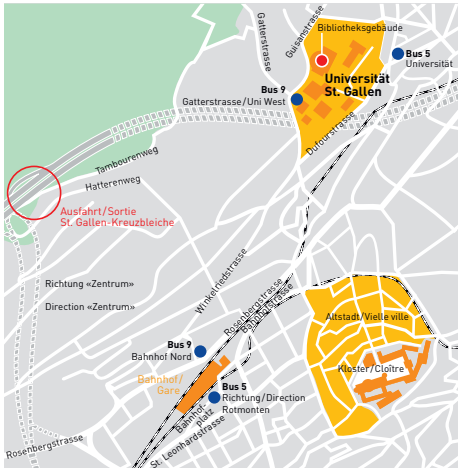 Gatterstrasse
Guisanstrasse
Bibliotheksgebäude
Bus 5
Universität
Universität
St. Gallen
Bus 9
Gatterstrasse/Uni West
Dufourstrasse
Tambourenweg
Hatterenweg
Ausfahrt/Sortie
St. Gallen-Kreuzbleiche
Winkelriedstrasse
Richtung «Zentrum»
Direction «Zentrum»
Rosenbergstrasse
Bahnhofstrasse
Altstadt/Vieille ville
Bus 9
Bahnhof Nord
Kloster/Cloître
Bahnhof/
Gare
Bus 5
Richtung/Direction
Rotmonten
Bahnhof-
platz
St. Leonhardstrasse
Rosenbergstrasse